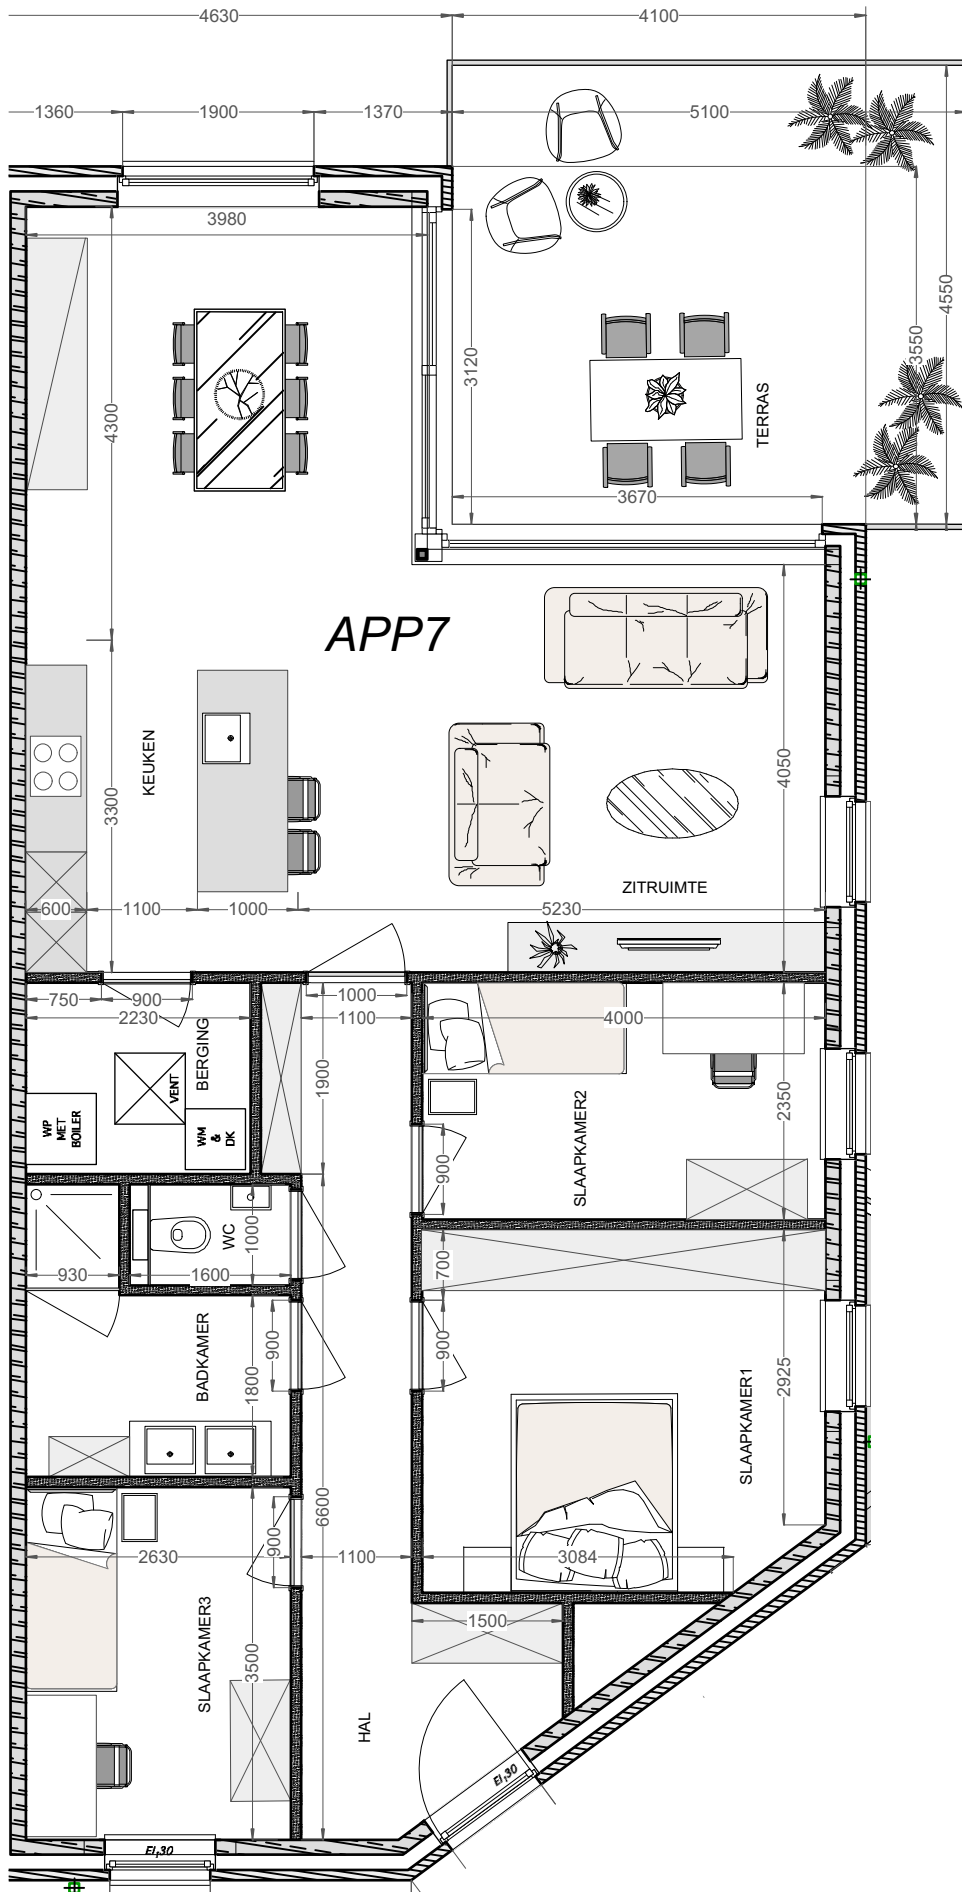 4630
4100
1360
1900
1370
5100
3980
4550
3550
3120
4300
TERRAS
3670
APP7
KEUKEN
3300
4050
ZITRUIMTE
600
1100
1000
5230
750
900
1000
2230
1100
4000
BERGING
1900
VENT
2350
WP
MET
BOILER
WM
&
DK
SLAAPKAMER2
900
WC
1000
930
1600
700
BADKAMER
900
900
1800
2925
SLAAPKAMER1
6600
900
2630
1100
3084
SLAAPKAMER3
3500
1500
HAL
EI₁30
EI₁30